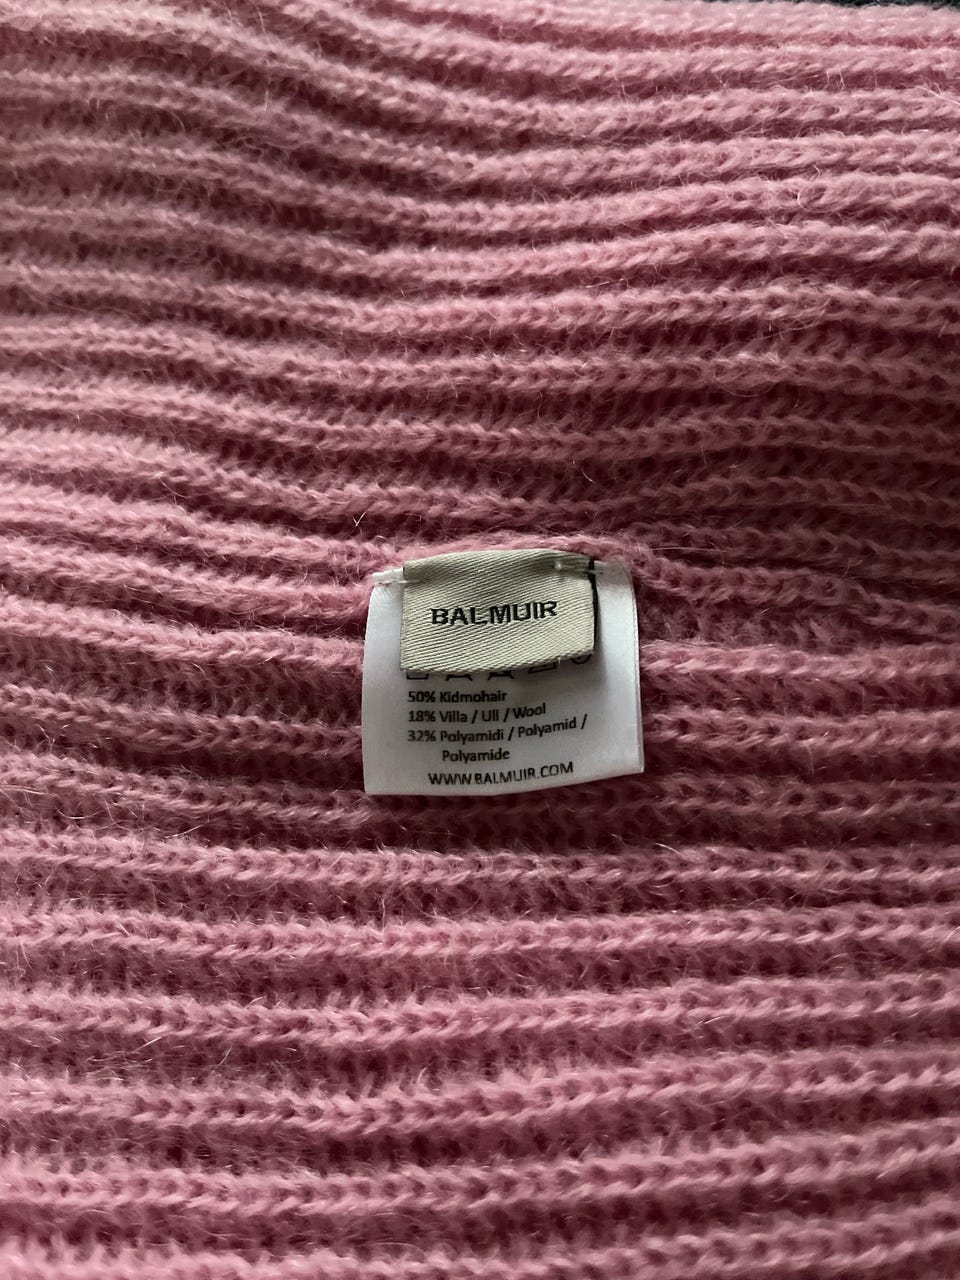 BALMUIR
50% Kidmohair
18% Villa / Ull / Wool
32% Polyamidi / Polyamid /
Polyamide
WWW.BALMUIR.COM